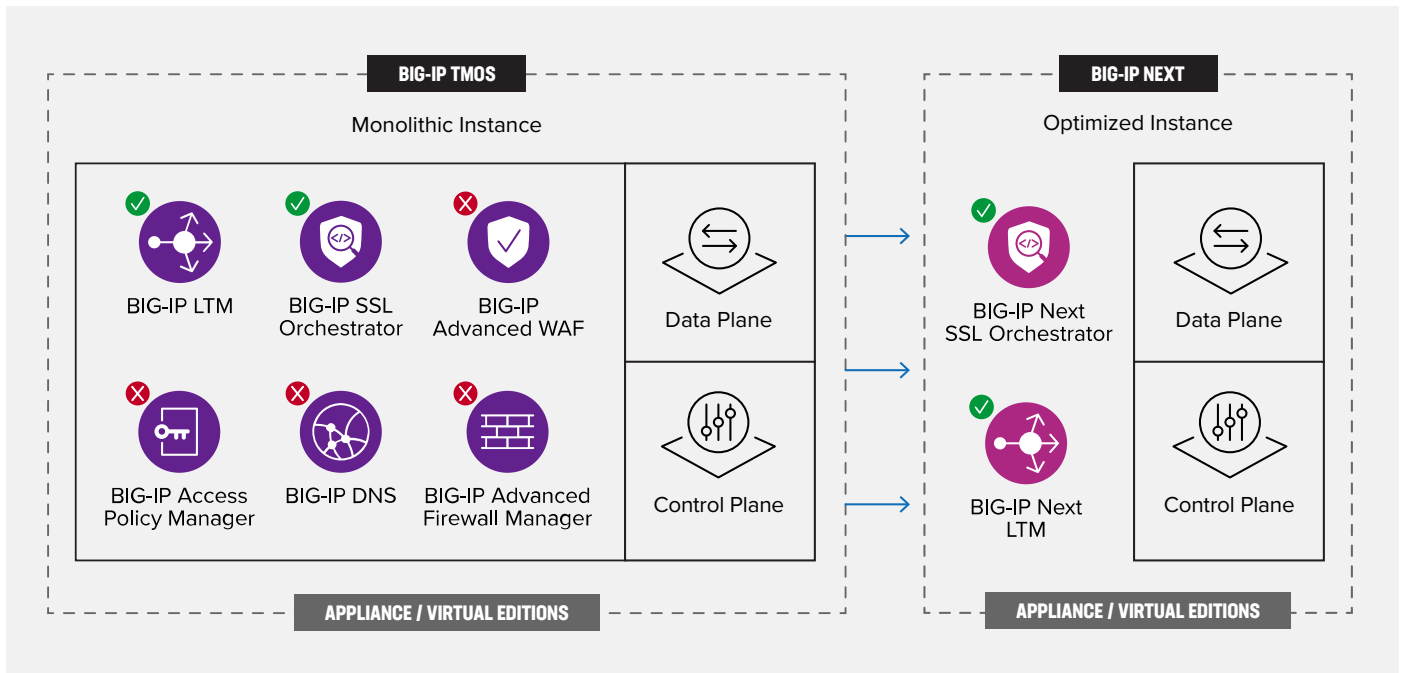 BIG-IP TMOS
Monolithic Instance
BIG-IP LTM
BIG-IP SSL
Orchestrator
BIG-IP
Advanced WAF
Data Plane
BIG-IP Access
Policy Manager
BIG-IP DNS
BIG-IP Advanced
Firewall Manager
Control Plane
APPLIANCE / VIRTUAL EDITIONS
BIG-IP NEXT
Optimized Instance
BIG-IP Next
SSL Orchestrator
Data Plane
BIG-IP Next
LTM
Control Plane
APPLIANCE / VIRTUAL EDITIONS